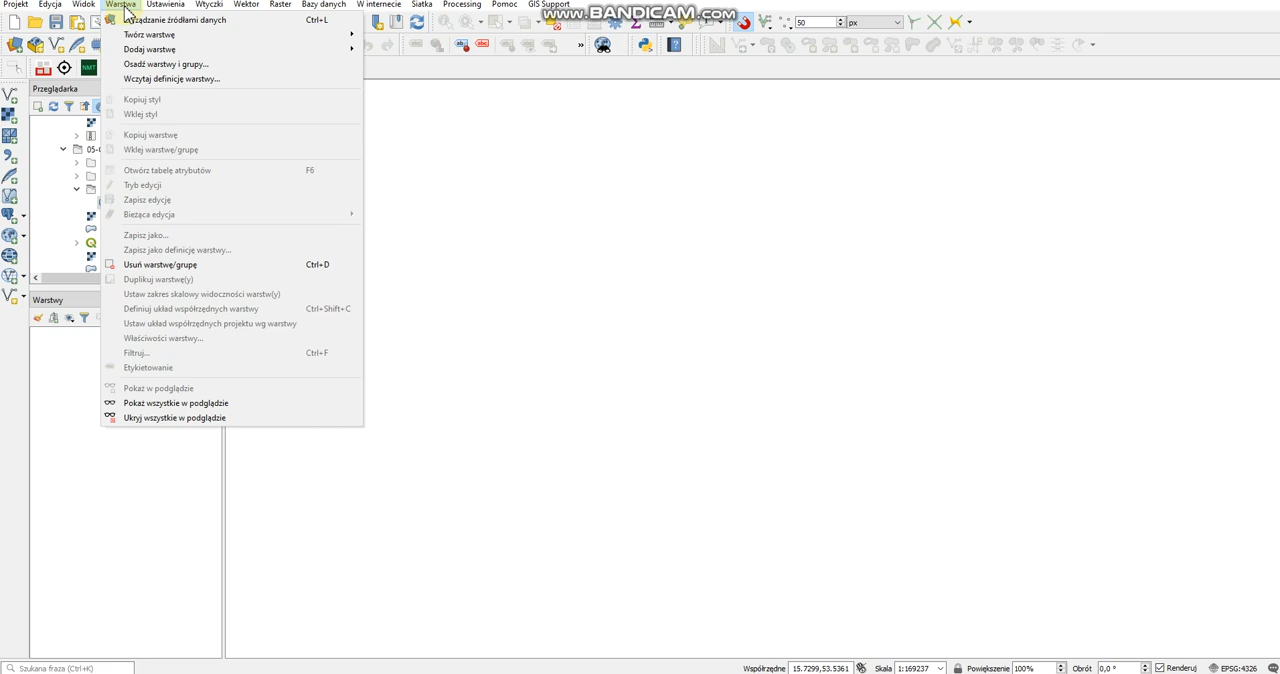 Projekt Edycja Widok Warstwa Ustawienia Wtyczki Wektor Raster Bazy danych W internecie Siatka Processing Pomoc GIS Support
www.BANDICAM.com
rządzanie źródłami danych Ctrl+L
50 px
Twórz warstwę
Dodaj warstwę
abc
»
Osadź warstwy i grupy...
NMT
Wczytaj definicję warstwy...
Przeglądarka
Kopiuj styl
Wklej styl
Kopiuj warstwę
05-
Wklej warstwę/grupę
Otwórz tabelę atrybutów F6
Tryb edycji
Zapisz edycję
Bieżąca edycja
Zapisz jako...
Zapisz jako definicję warstwy...
Usuń warstwę/grupę Ctrl+D
Duplikuj warstwę(y)
Ustaw zakres skalowy widoczności warstw(y)
Warstwy
Definiuj układ współrzędnych warstwy Ctrl+Shift+C
Ustaw układ współrzędnych projektu wg warstwy
Właściwości warstwy...
Filtruj... Ctrl+F
Etykietowanie
Pokaż w podglądzie
Pokaż wszystkie w podglądzie
Ukryj wszystkie w podglądzie
Szukana fraza (Ctrl+K) Współrzędne 15.7299,53.5361 Skala 1:169237 Powiększenie 100% Obrót 0,0 ° Renderuj EPSG:4326